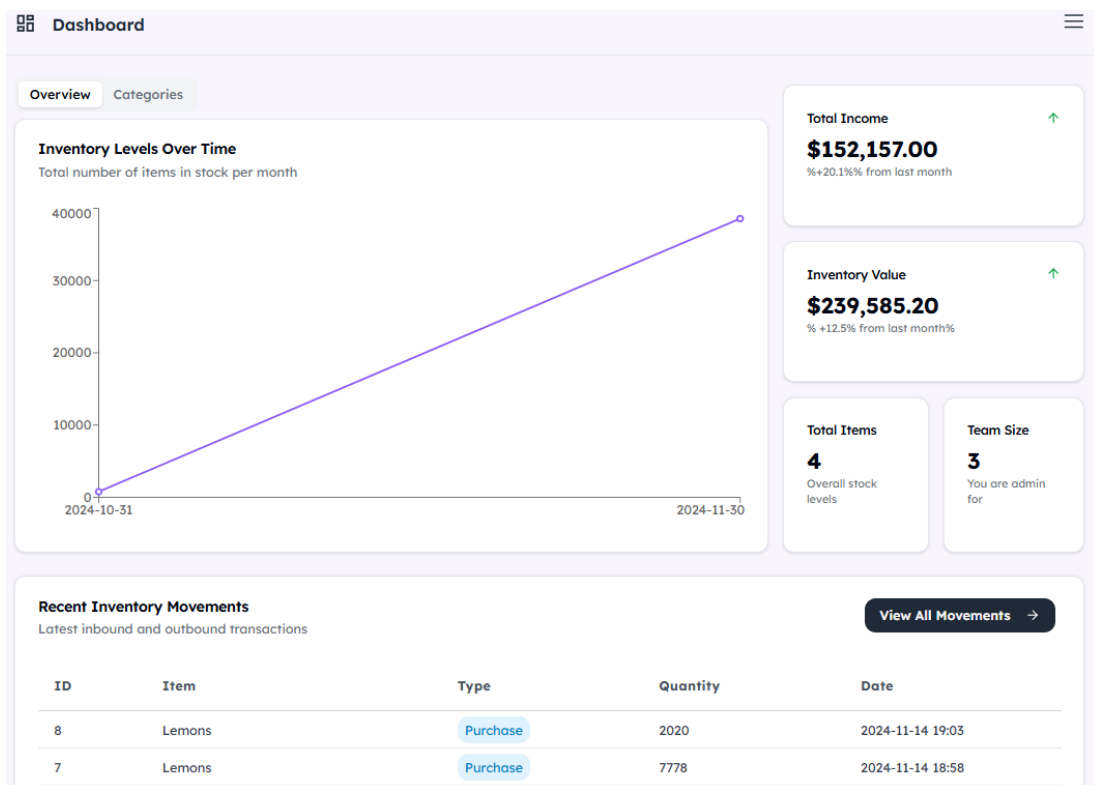 Dashboard
Overview Categories
Inventory Levels Over Time
Total number of items in stock per month
40000
30000
20000
10000
0
2024-10-31 2024-11-30
Total Income
$152,157.00
%+20.1%% from last month
Inventory Value
$239,585.20
% +12.5% from last month%
Total Items
4
Overall stock
levels
Team Size
3
You are admin
for
Recent Inventory Movements
Latest inbound and outbound transactions
View All Movements →
ID Item Type Quantity Date
8 Lemons Purchase 2020 2024-11-14 19:03
7 Lemons Purchase 7778 2024-11-14 18:58